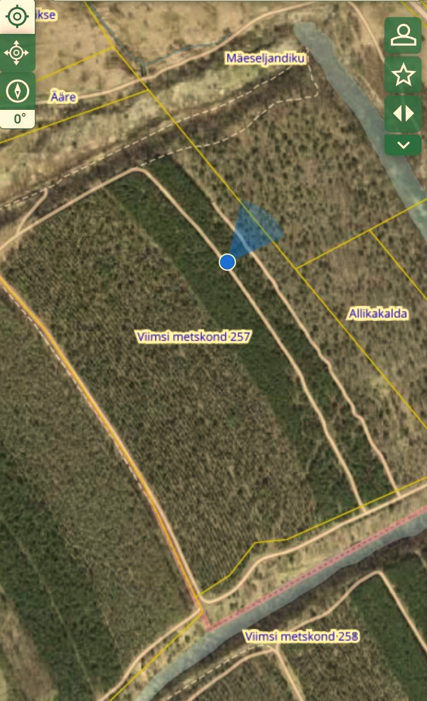 Mäeseljandiku
Ääre
0°
Allikakalda
Viimsi metskond 257
Viimsi metskond 258